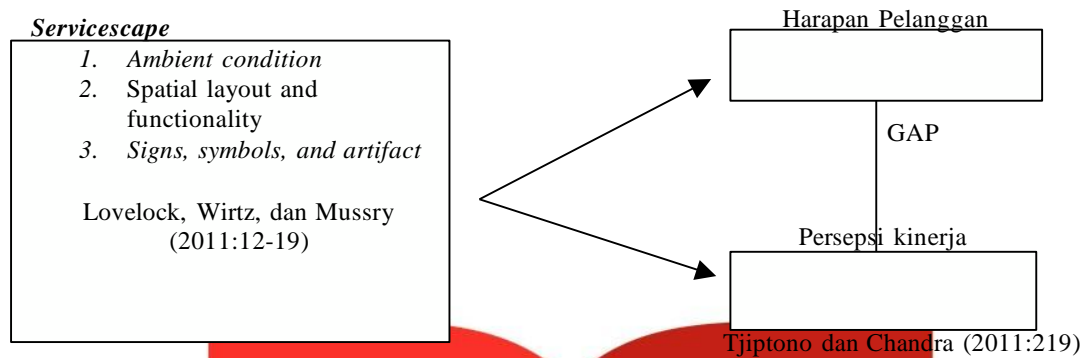 Servicescape
1. Ambient condition
2. Spatial layout and
functionality
3. Signs, symbols, and artifact
Lovelock, Wirtz, dan Mussry
(2011:12-19)
Harapan Pelanggan
GAP
Persepsi kinerja
Tjiptono dan Chandra (2011:219)